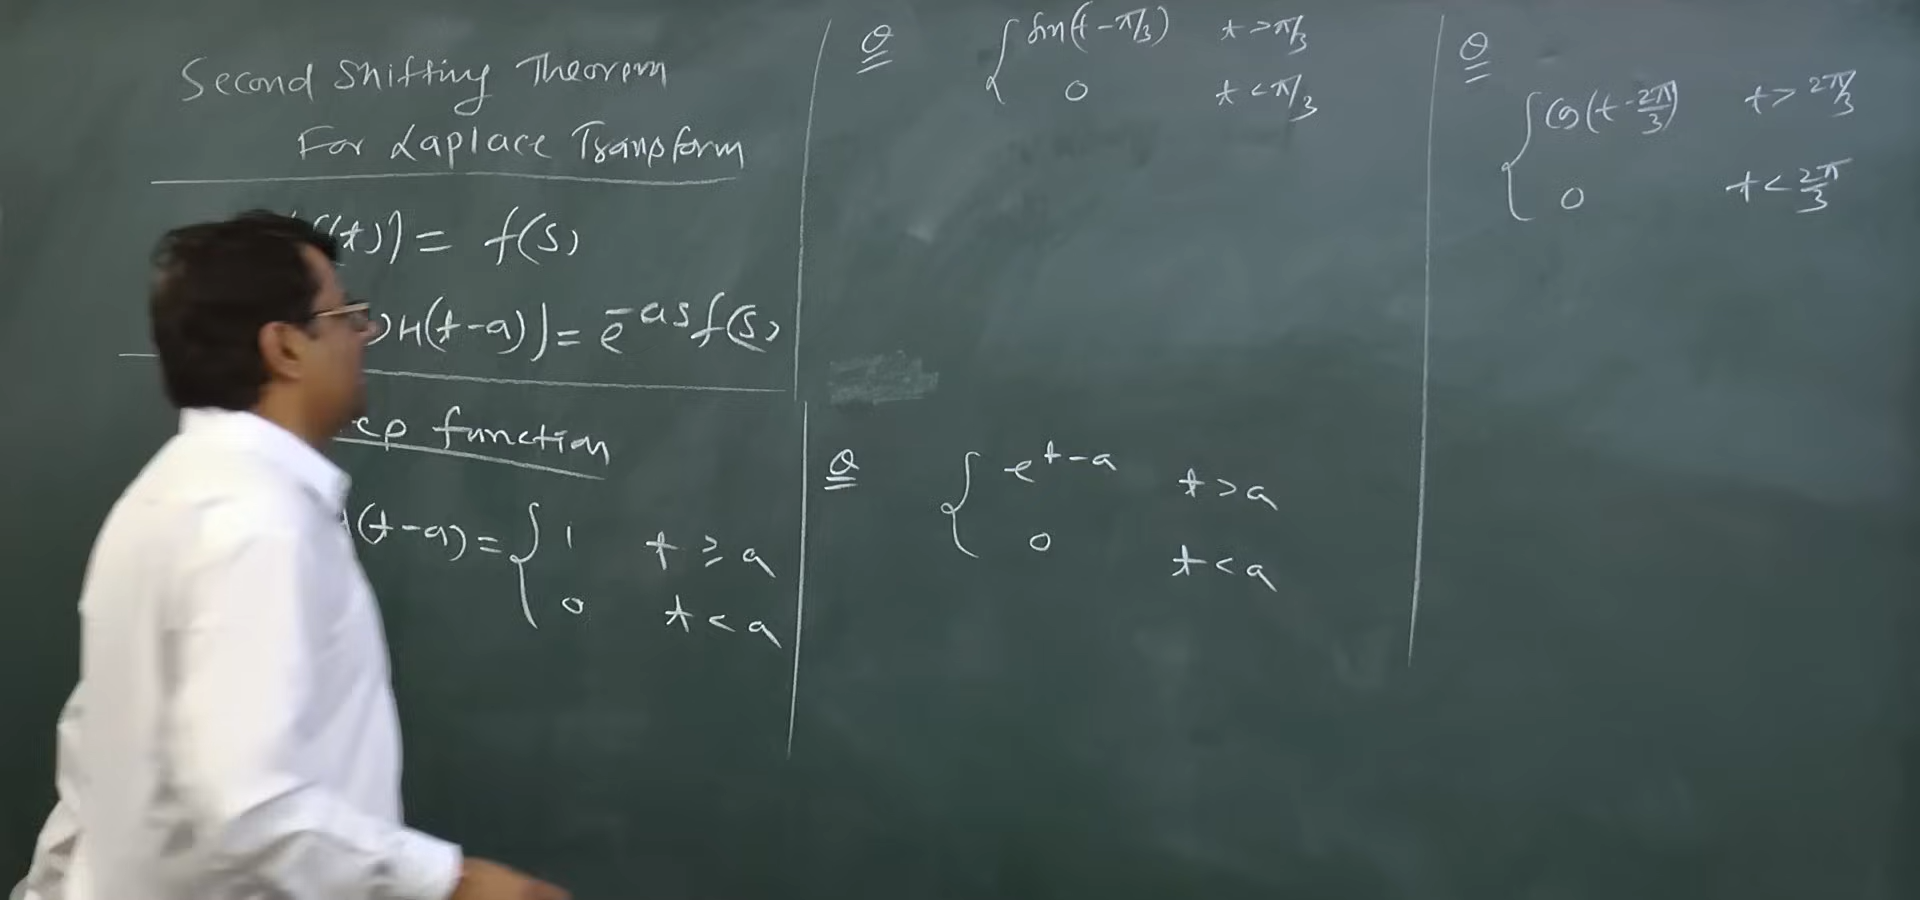 Second Shifting Theorem
For Laplace Transform
(t)} = f(s)
)H(t-a)} = e^{-as} f(s)
ep function
(t-a) = { 1 t ≥ a
0 t < a
Q { Sin(t-π/3) t > π/3
0 t < π/3
Q { e^{t-a} t > a
0 t < a
Q
{ Cos(t-2π/3) t > 2π/3
0 t < 2π/3